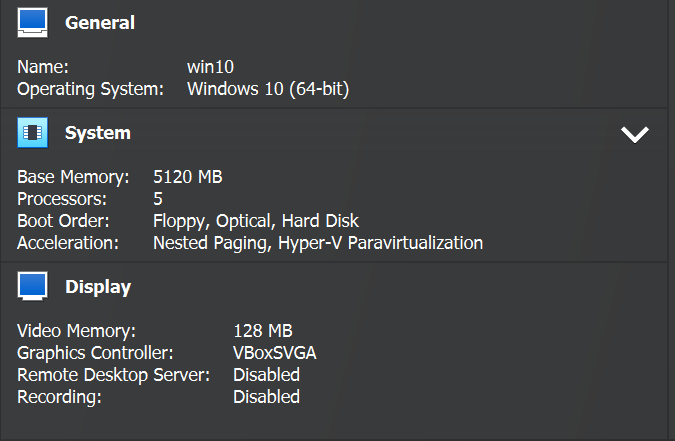 General
Name: win10
Operating System: Windows 10 (64-bit)
System
Base Memory: 5120 MB
Processors: 5
Boot Order: Floppy, Optical, Hard Disk
Acceleration: Nested Paging, Hyper-V Paravirtualization
Display
Video Memory: 128 MB
Graphics Controller: VBoxSVGA
Remote Desktop Server: Disabled
Recording: Disabled